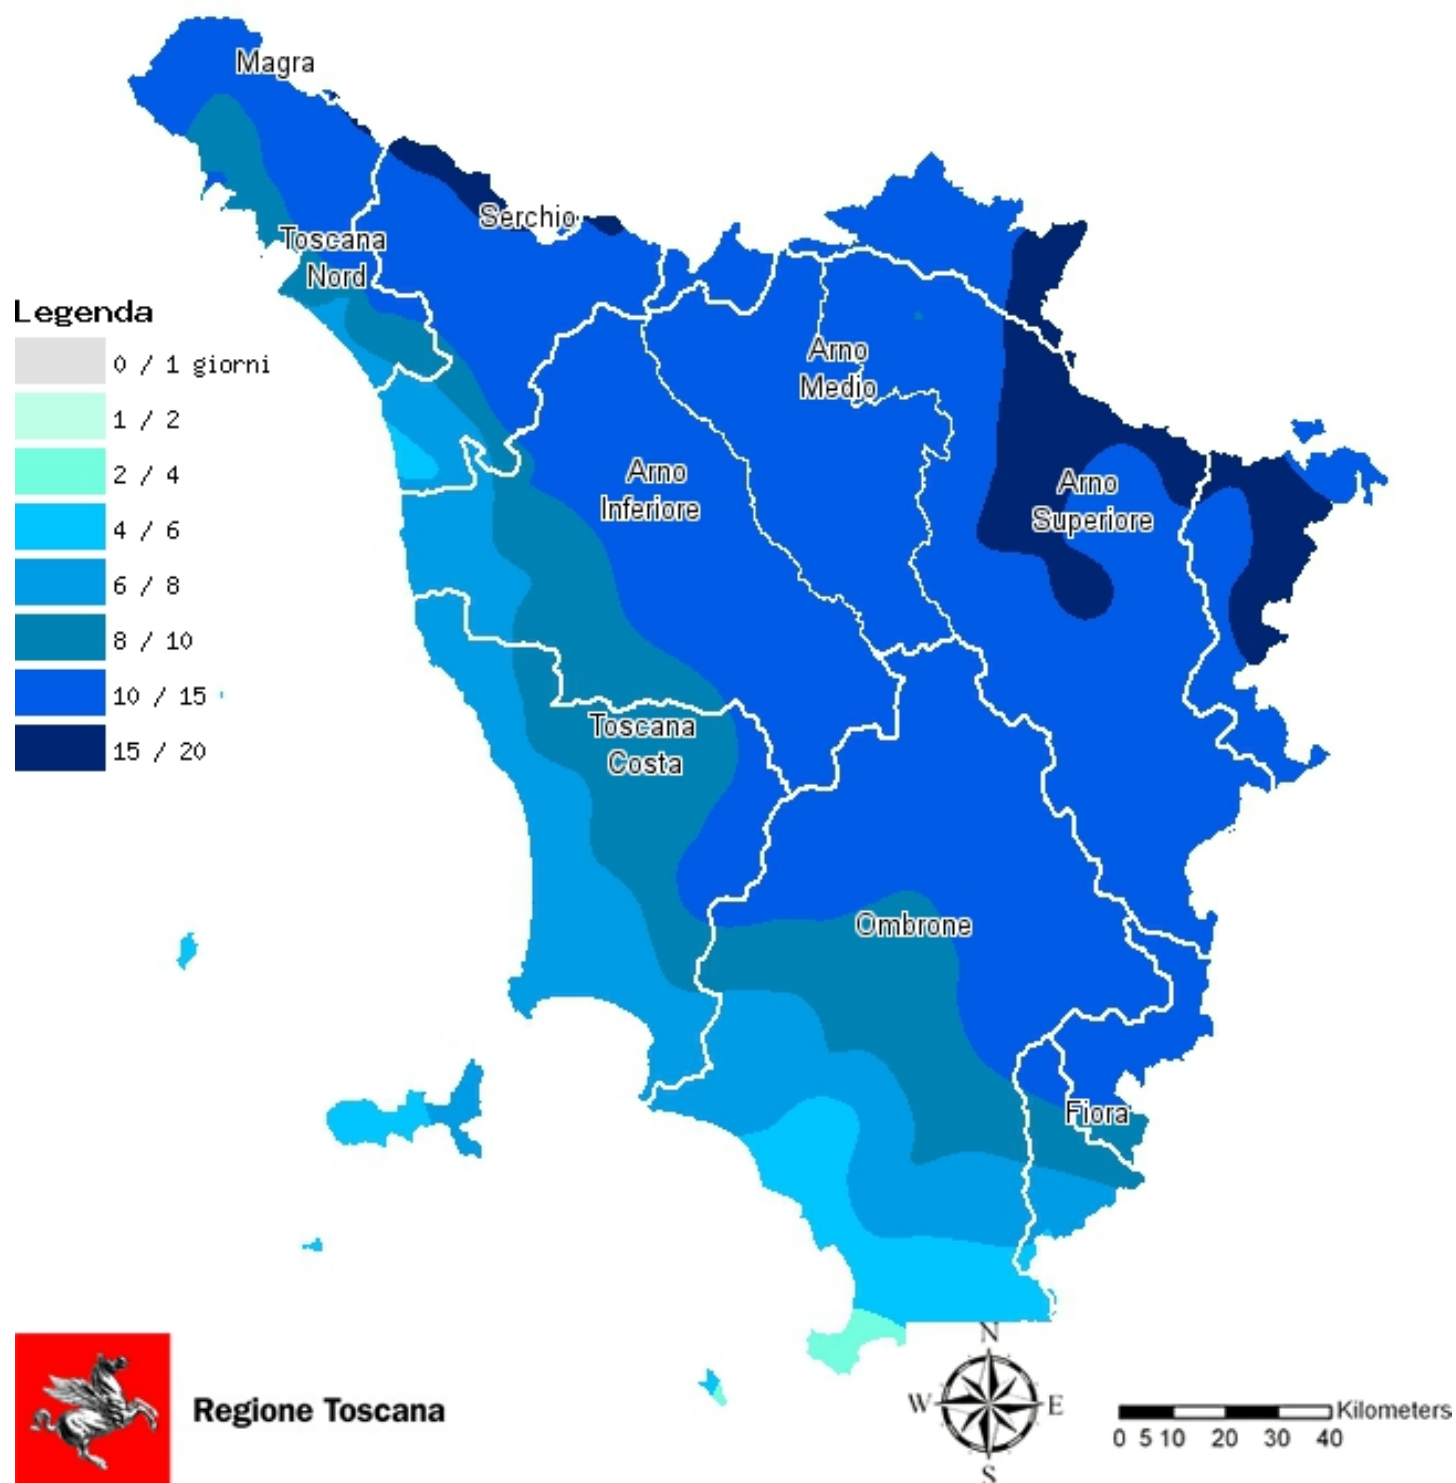 Magra
Serchio
Toscana
Nord
Legenda
0 / 1 giorni
1 / 2
2 / 4
4 / 6
6 / 8
8 / 10
10 / 15
15 / 20
Arno
Medio
Arno
Inferiore
Arno
Superiore
Toscana
Costa
Ombrone
Fiora
Regione Toscana
N
W
E
S
Kilometers
0 5 10 20 30 40